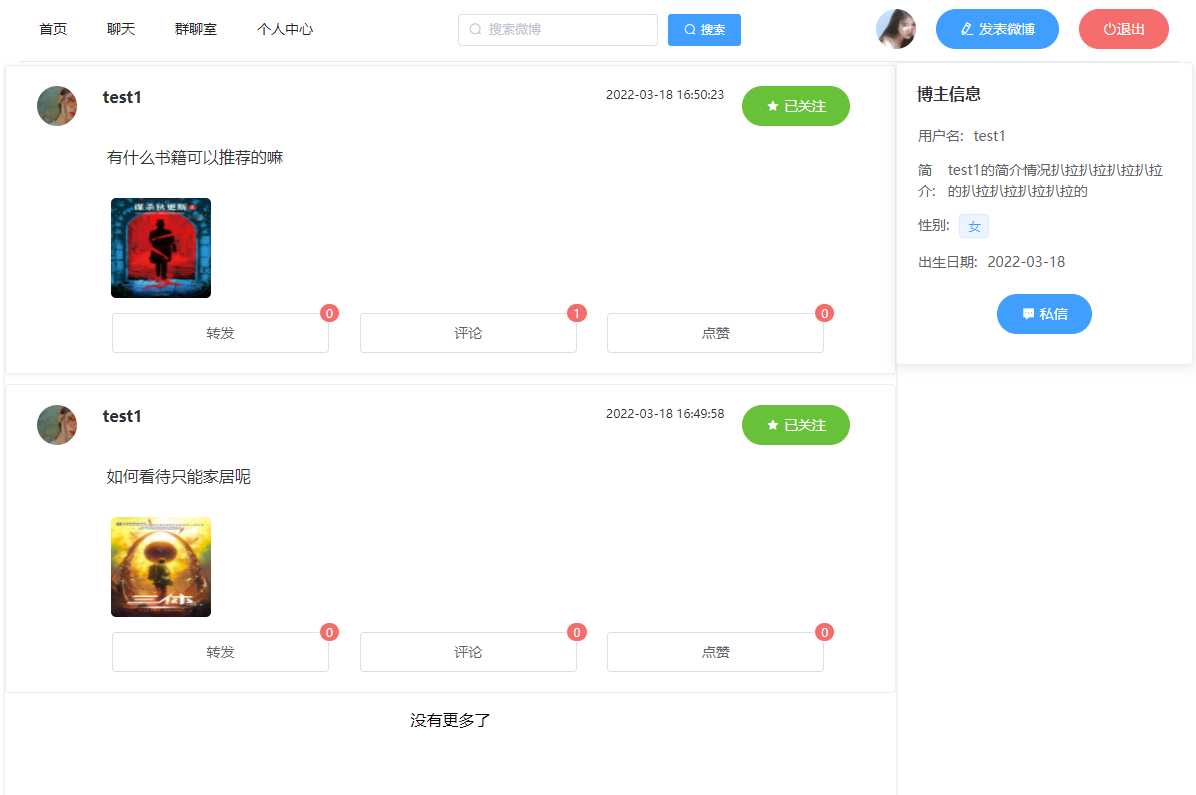 首页 聊天 群聊室 个人中心 搜索微博 搜索 发表微博 退出
test1 2022-03-18 16:50:23 已关注
有什么书籍可以推荐的嘛
谋杀狄更斯
0 1 0
转发 评论 点赞
test1 2022-03-18 16:49:58 已关注
如何看待只能家居呢
三体
0 0 0
转发 评论 点赞
没有更多了
博主信息
用户名: test1
简介: test1的简介情况扒拉扒拉扒拉扒拉
的扒拉扒拉扒拉扒拉的
性别: 女
出生日期: 2022-03-18
私信